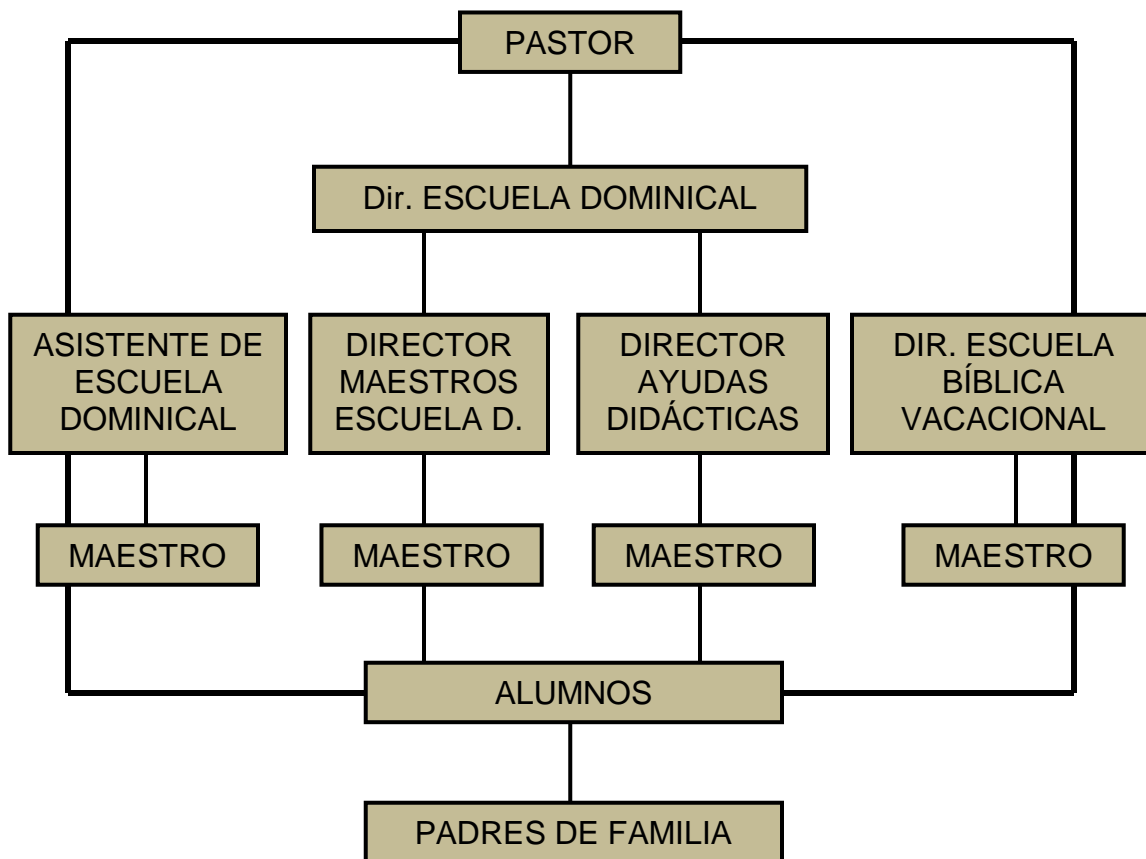 PASTOR
Dir. ESCUELA DOMINICAL
ASISTENTE DE
ESCUELA
DOMINICAL
DIRECTOR
MAESTROS
ESCUELA D.
DIRECTOR
AYUDAS
DIDÁCTICAS
DIR. ESCUELA
BÍBLICA
VACACIONAL
MAESTRO
MAESTRO
MAESTRO
MAESTRO
ALUMNOS
PADRES DE FAMILIA